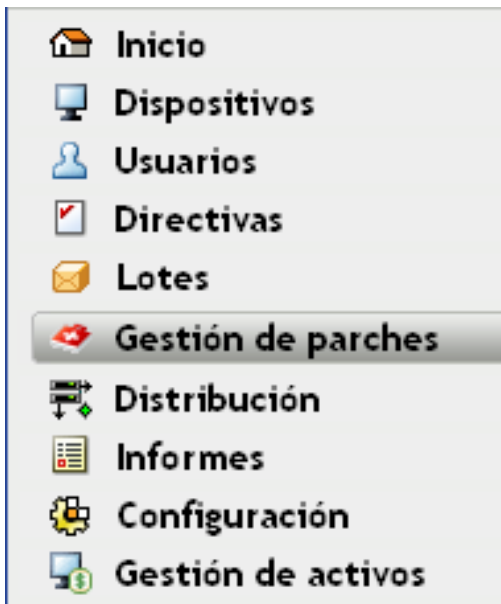 Inicio
Dispositivos
Usuarios
Directivas
Lotes
Gestión de parches
Distribución
Informes
Configuración
Gestión de activos